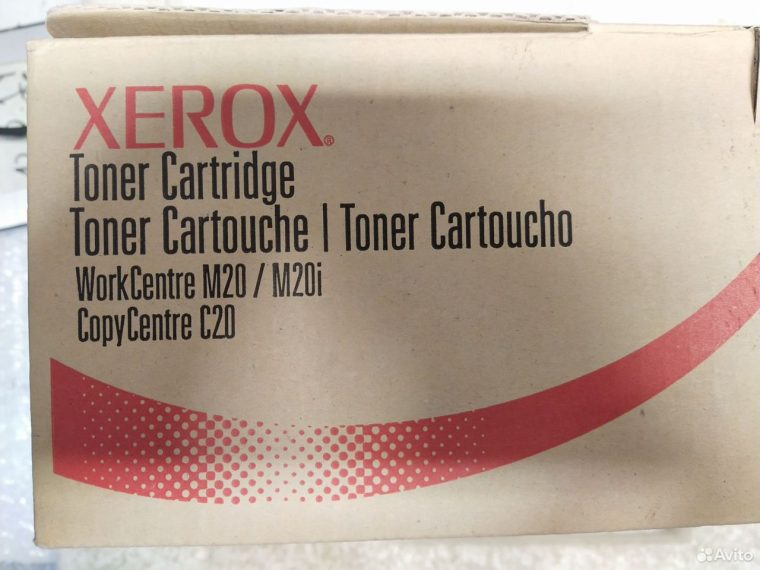 XEROX®
Toner Cartridge
Toner Cartouche | Toner Cartoucho
WorkCentre M20 / M20i
CopyCentre C20
Avito